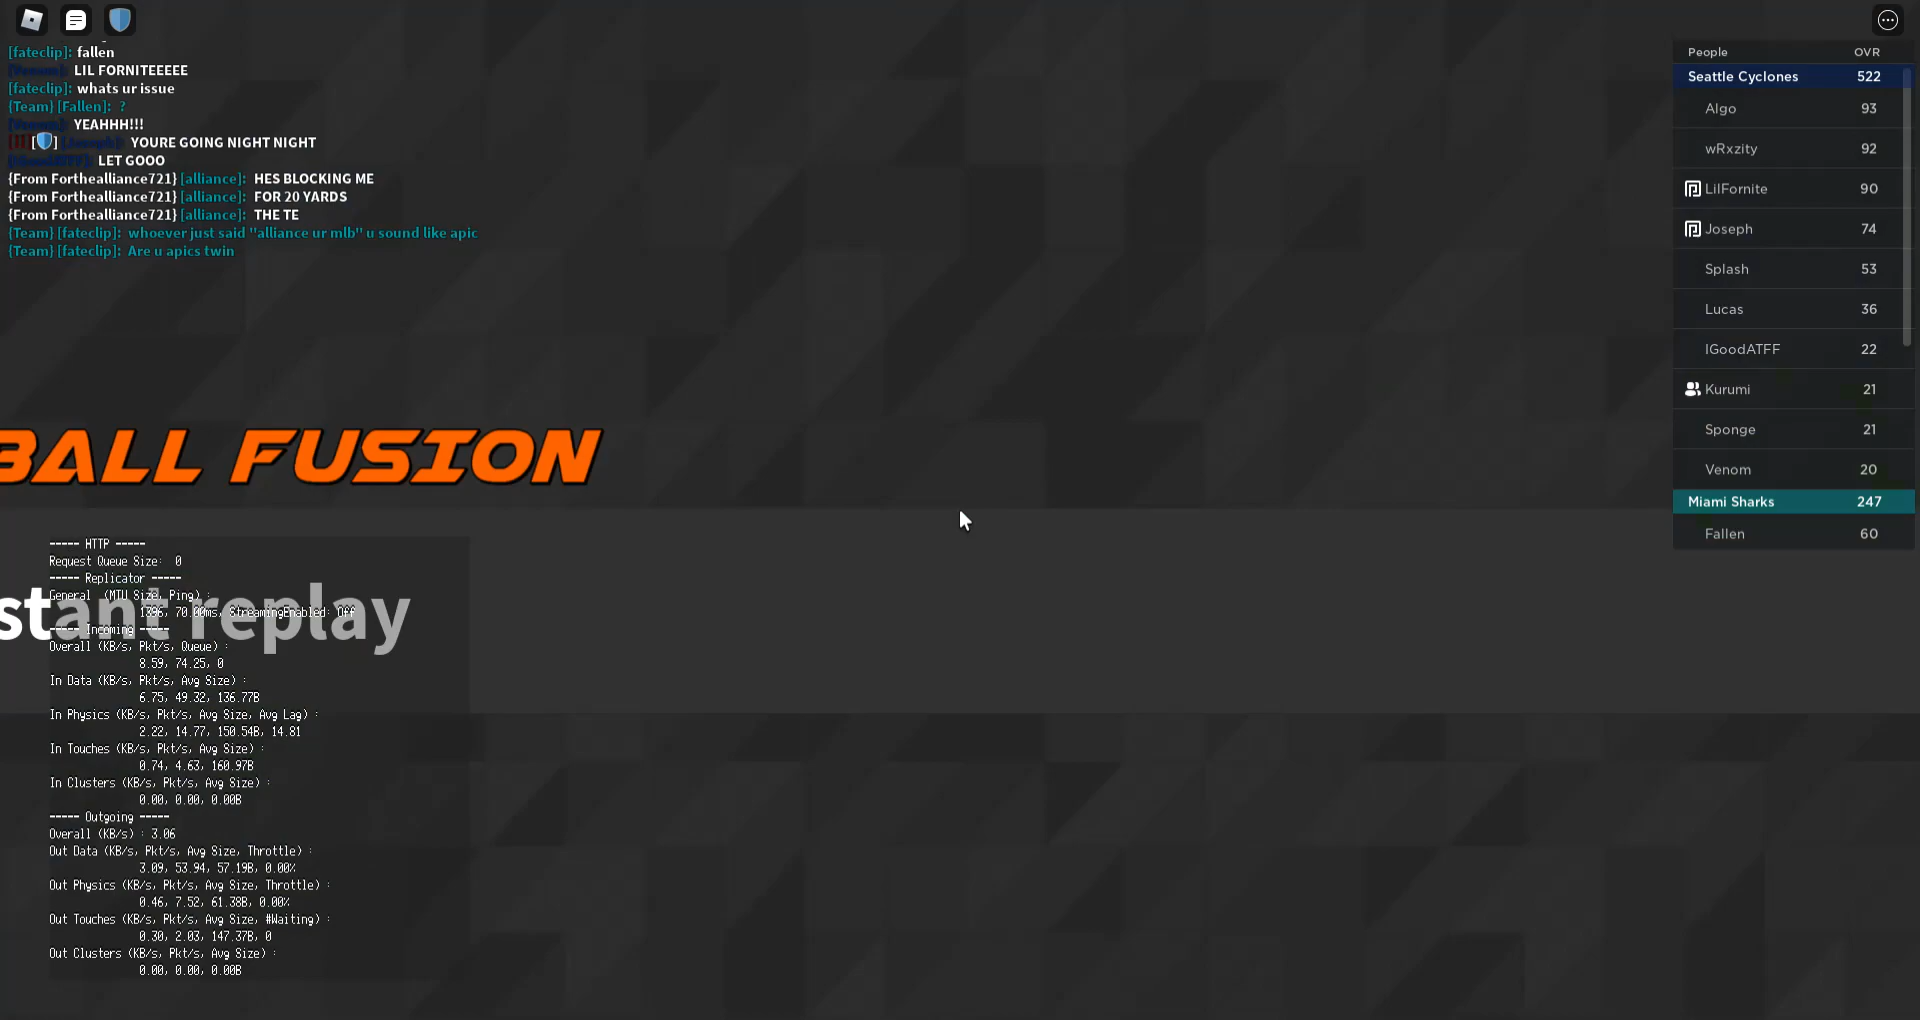 [fateclip]: fallen
[Venom]: LIL FORNITEEEEE
[fateclip]: whats ur issue
{Team} [Fallen]: ?
[Venom]: YEAHHH!!!
[Joseph]: YOURE GOING NIGHT NIGHT
[IGoodATFF]: LET GOOO
{From Forthealliance721} [alliance]: HES BLOCKING ME
{From Forthealliance721} [alliance]: FOR 20 YARDS
{From Forthealliance721} [alliance]: THE TE
{Team} [fateclip]: whoever just said "alliance ur mlb" u sound like apic
{Team} [fateclip]: Are u apics twin
People OVR
Seattle Cyclones 522
Algo 93
wRxzity 92
LilFornite 90
Joseph 74
Splash 53
Lucas 36
IGoodATFF 22
Kurumi 21
Sponge 21
Venom 20
Miami Sharks 247
Fallen 60
BALL FUSION
stant replay
----- HTTP -----
Request Queue Size: 0
----- Replicator -----
General (MTU Size, Ping) :
1396, 70.00ms, StreamingEnabled: Off
----- Incoming -----
Overall (KB/s, Pkt/s, Queue) :
8.59, 74.25, 0
In Data (KB/s, Pkt/s, Avg Size) :
6.75, 49.32, 136.77B
In Physics (KB/s, Pkt/s, Avg Size, Avg Lag) :
2.22, 14.77, 150.54B, 14.81
In Touches (KB/s, Pkt/s, Avg Size) :
0.74, 4.63, 160.97B
In Clusters (KB/s, Pkt/s, Avg Size) :
0.00, 0.00, 0.00B
----- Outgoing -----
Overall (KB/s) : 3.06
Out Data (KB/s, Pkt/s, Avg Size, Throttle) :
3.09, 53.94, 57.19B, 0.00%
Out Physics (KB/s, Pkt/s, Avg Size, Throttle) :
0.46, 7.52, 61.38B, 0.00%
Out Touches (KB/s, Pkt/s, Avg Size, #Waiting) :
0.30, 2.03, 147.37B, 0
Out Clusters (KB/s, Pkt/s, Avg Size) :
0.00, 0.00, 0.00B